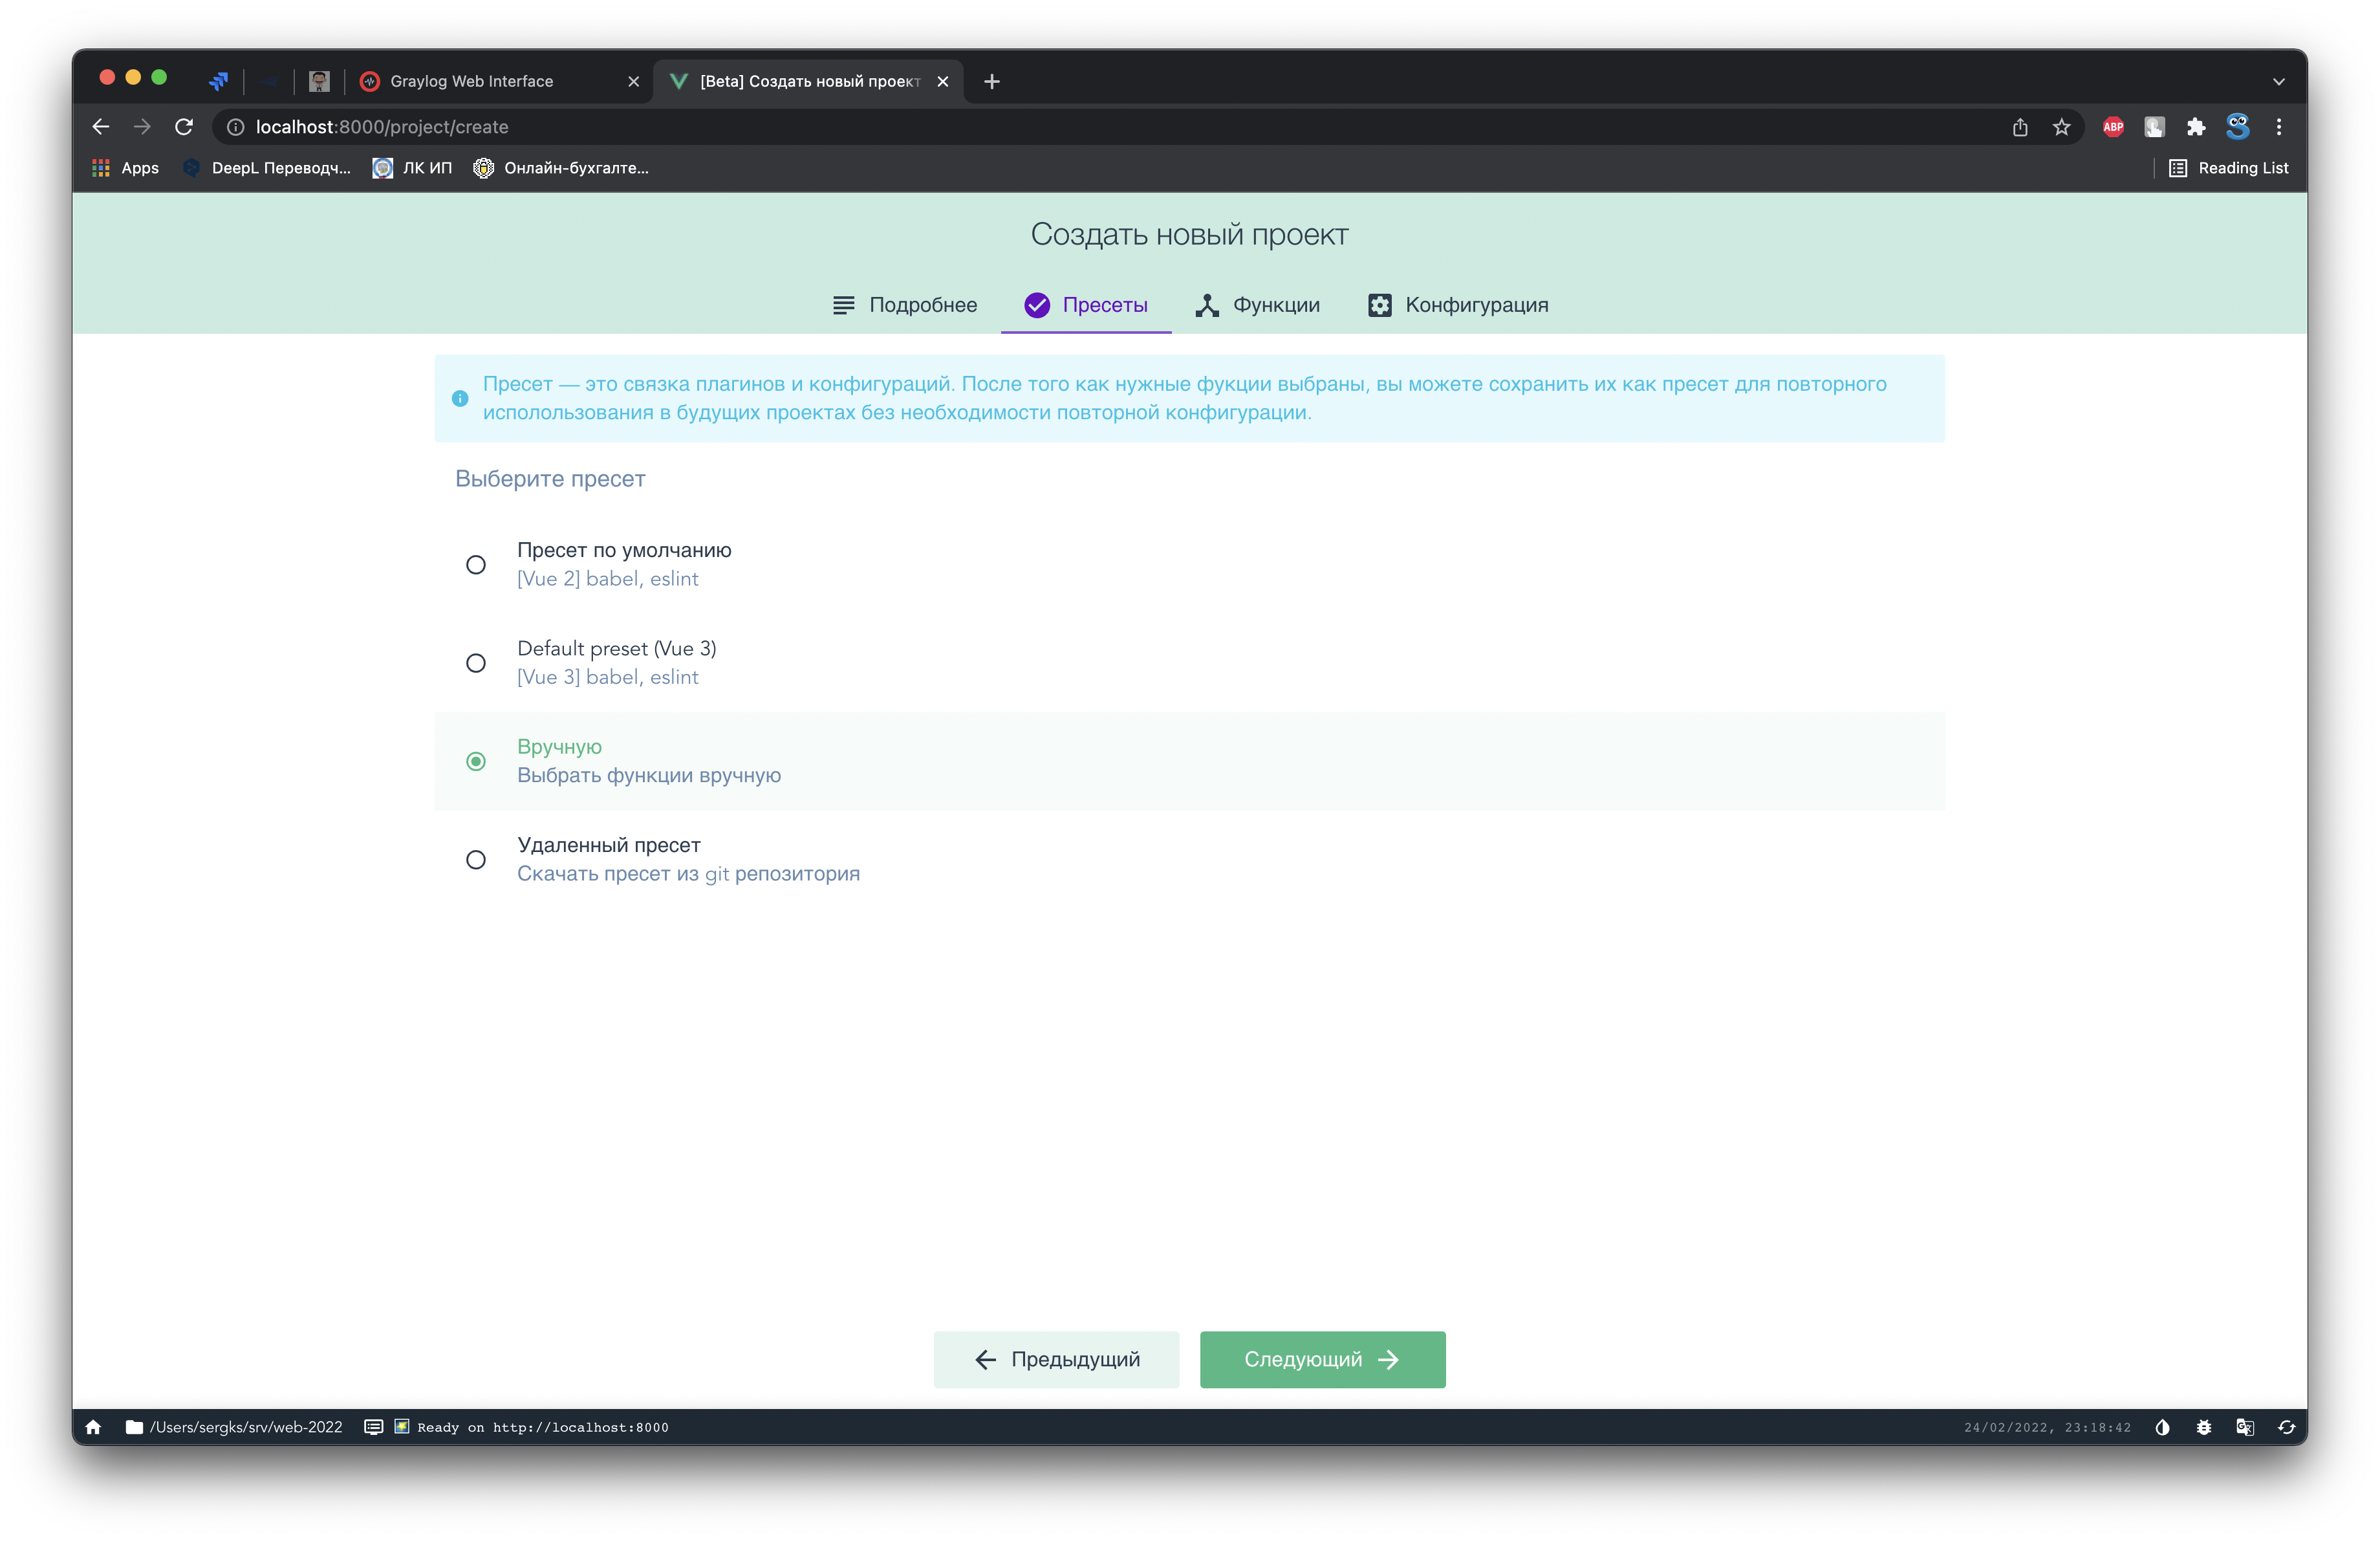 Graylog Web Interface
[Beta] Создать новый проект
localhost:8000/project/create
ABP
Apps
DeepL Переводч...
ЛК ИП
Онлайн-бухгалте...
Reading List
Создать новый проект
Подробнее
Пресеты
Функции
Конфигурация
Пресет — это связка плагинов и конфигураций. После того как нужные фукции выбраны, вы можете сохранить их как пресет для повторного
исполользования в будущих проектах без необходимости повторной конфигурации.
Выберите пресет
Пресет по умолчанию
[Vue 2] babel, eslint
Default preset (Vue 3)
[Vue 3] babel, eslint
Вручную
Выбрать функции вручную
Удаленный пресет
Скачать пресет из git репозитория
Предыдущий
Следующий
/Users/sergks/srv/web-2022
Ready on http://localhost:8000
24/02/2022, 23:18:42